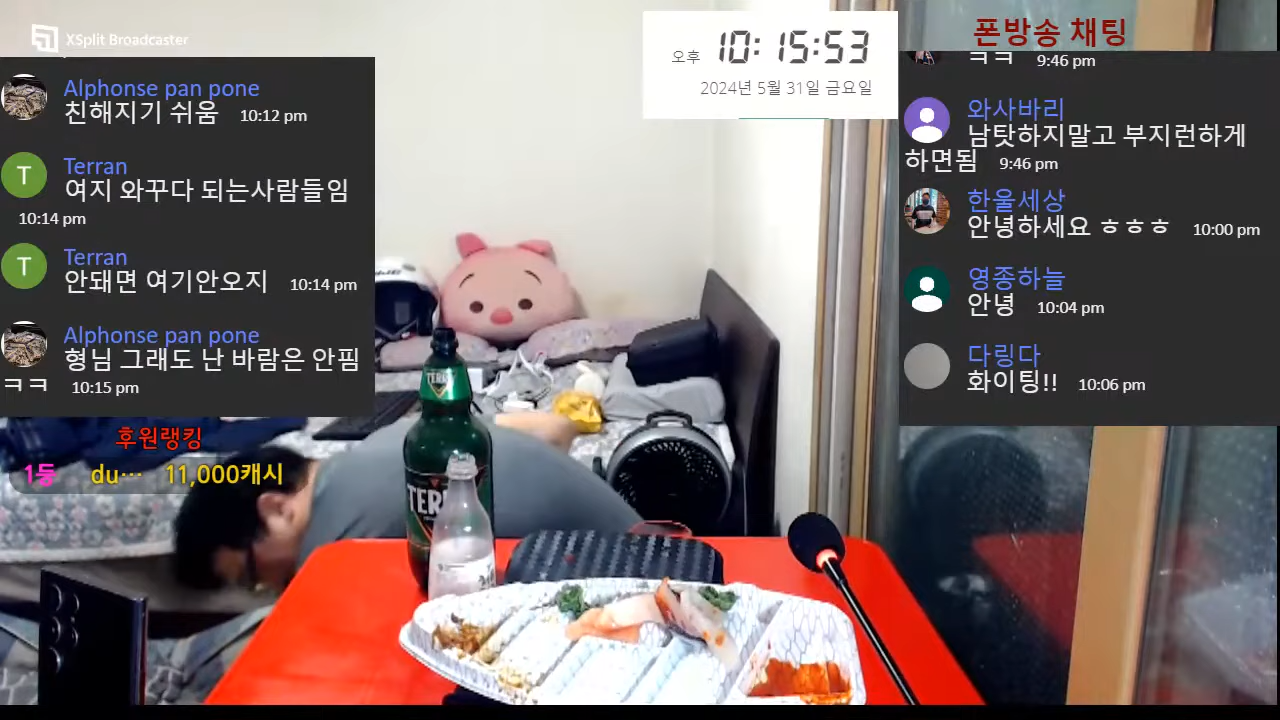 XSplit Broadcaster
Alphonse pan pone
친해지기 쉬움 10:12 pm
T
Terran
여지 와꾸다 되는사람들임
10:14 pm
T
Terran
안돼면 여기안오지 10:14 pm
Alphonse pan pone
형님 그래도 난 바람은 안핌
ㅋㅋ 10:15 pm
후원랭킹
1등 du… 11,000캐시
오후 10:15:53
2024년 5월 31일 금요일
폰방송 채팅
ㅋㅋ 9:46 pm
와사바리
남탓하지말고 부지런하게
하면됨 9:46 pm
한울세상
안녕하세요 ㅎㅎㅎ 10:00 pm
영종하늘
안녕 10:04 pm
다링다
화이팅!! 10:06 pm
TERRA
TER